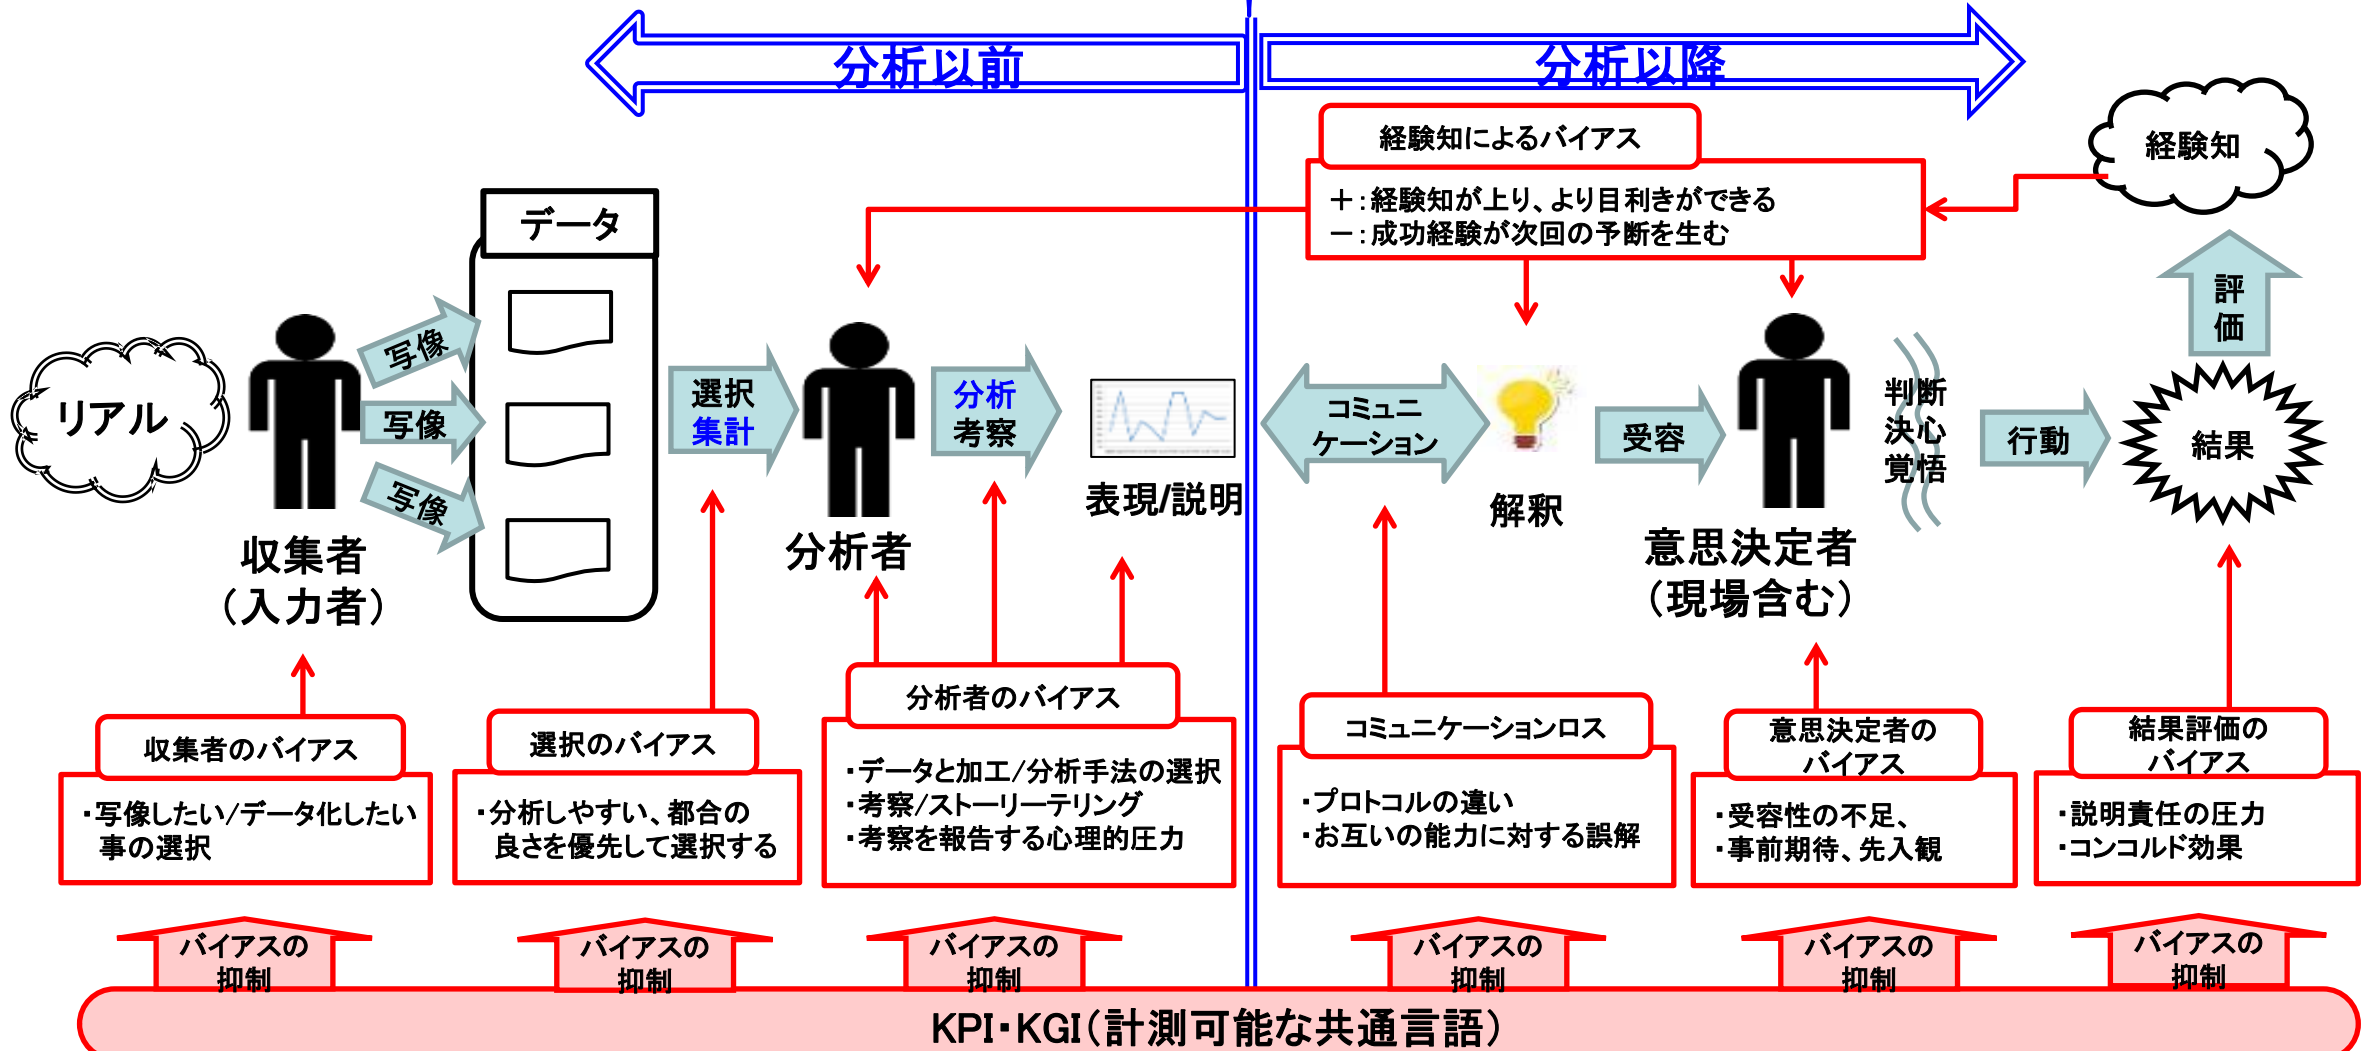 分析以前
分析以降
経験知によるバイアス
＋：経験知が上り、より目利きができる
－：成功経験が次回の予断を生む
経験知
評
価
データ
リアル
収集者
（入力者）
写像
写像
写像
選択
集計
分析者
分析
考察
表現/説明
コミュニ
ケーション
解釈
受容
意思決定者
（現場含む）
判断
決心
覚悟
行動
結果
収集者のバイアス
・写像したい/データ化したい
事の選択
選択のバイアス
・分析しやすい、都合の
良さを優先して選択する
分析者のバイアス
・データと加工/分析手法の選択
・考察/ストーリーテリング
・考察を報告する心理的圧力
コミュニケーションロス
・プロトコルの違い
・お互いの能力に対する誤解
意思決定者の
バイアス
・受容性の不足、
・事前期待、先入観
結果評価の
バイアス
・説明責任の圧力
・コンコルド効果
バイアスの
抑制
バイアスの
抑制
バイアスの
抑制
バイアスの
抑制
バイアスの
抑制
バイアスの
抑制
KPI・KGI（計測可能な共通言語）